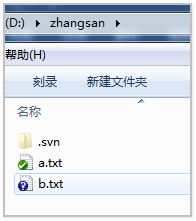 (D:) ▸ zhangsan ▸
帮助(H)
刻录 新建文件夹
名称
.svn
a.txt
b.txt